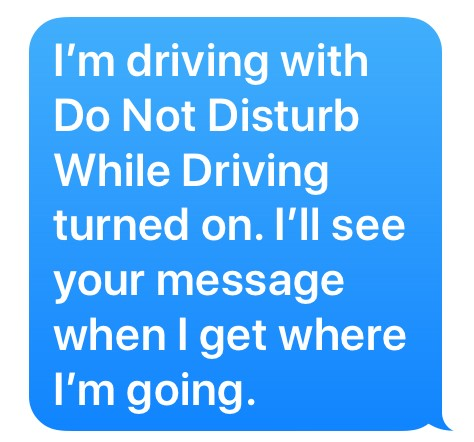 I’m driving with
Do Not Disturb
While Driving
turned on. I’ll see
your message
when I get where
I’m going.